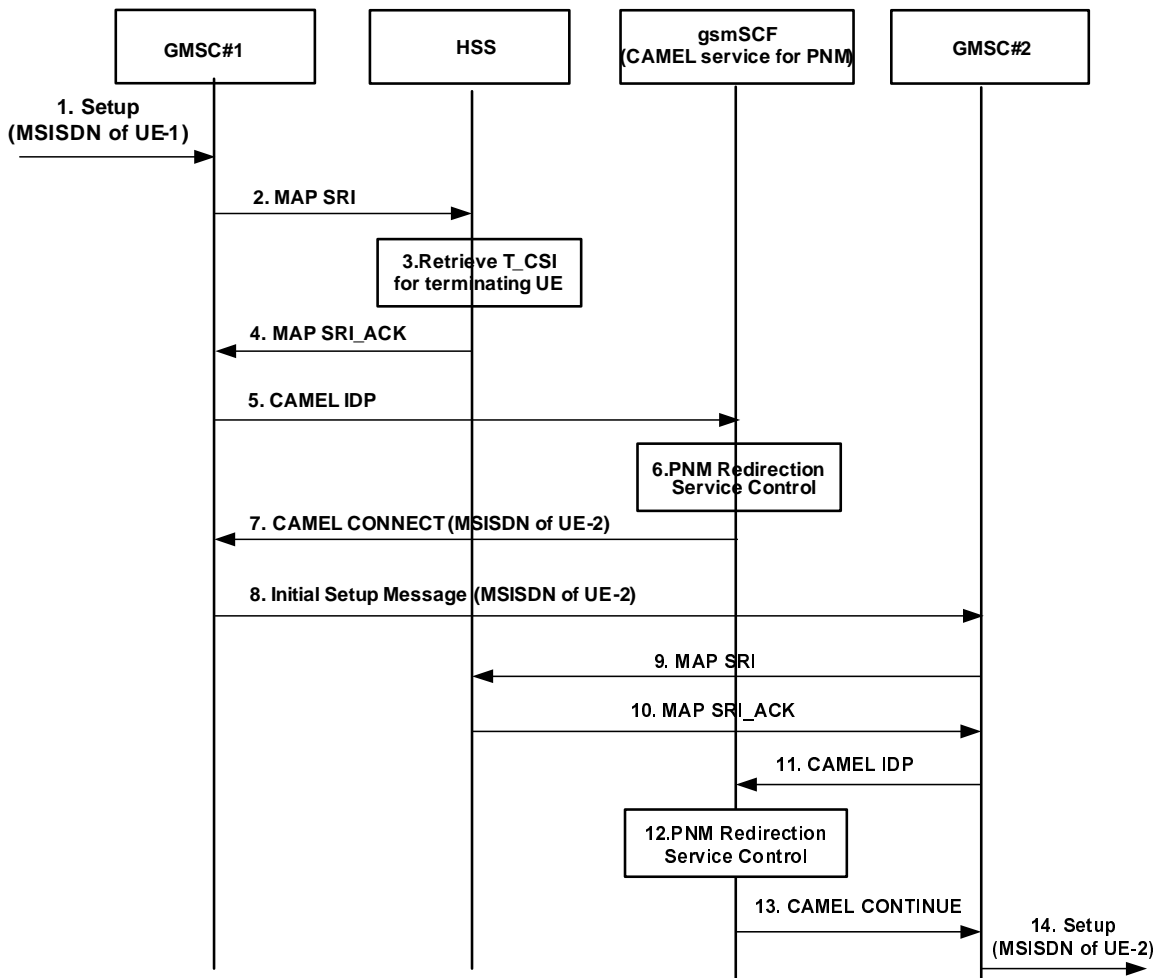 GMSC#1
HSS
gsmSCF
(CAMEL service for PNM)
GMSC#2
1. Setup
(MSISDN of UE-1)
2. MAP SRI
3.Retrieve T_CSI
for terminating UE
4. MAP SRI_ACK
5. CAMEL IDP
6.PNM Redirection
Service Control
7. CAMEL CONNECT (MSISDN of UE-2)
8. Initial Setup Message (MSISDN of UE-2)
9. MAP SRI
10. MAP SRI_ACK
11. CAMEL IDP
12.PNM Redirection
Service Control
13. CAMEL CONTINUE
14. Setup
(MSISDN of UE-2)